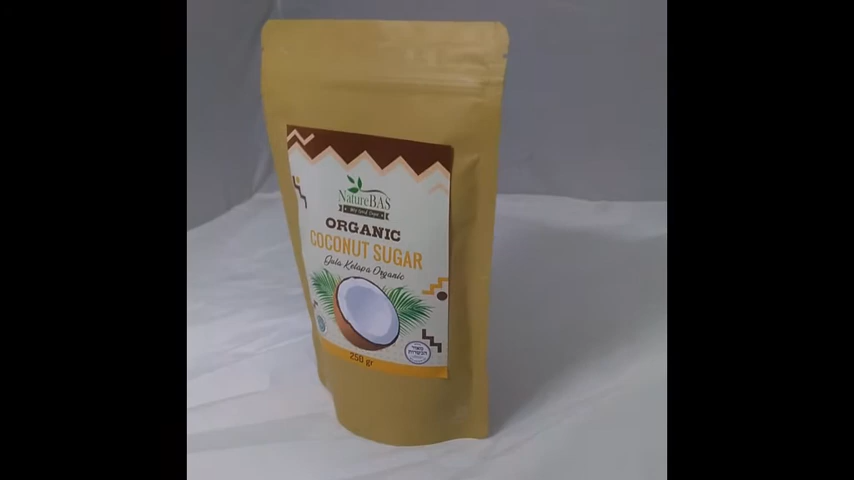 NatureBAS
ORGANIC
COCONUT SUGAR
Gula Kelapa Organic
250 gr